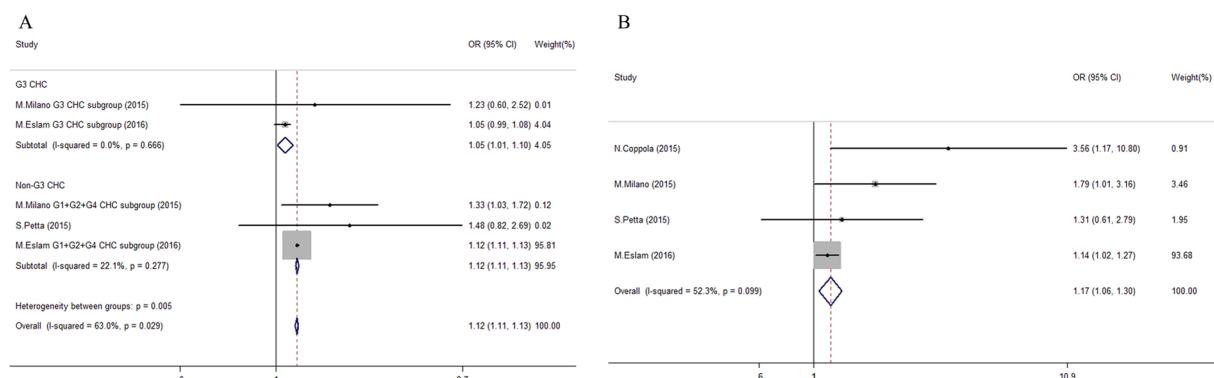 A
Study OR (95% CI) Weight(%)
G3 CHC
M.Milano G3 CHC subgroup (2015) 1.23 (0.60, 2.52) 0.01
M.Eslam G3 CHC subgroup (2016) 1.05 (0.99, 1.08) 4.04
Subtotal (I-squared = 0.0%, p = 0.666) 1.05 (1.01, 1.10) 4.05
Non-G3 CHC
M.Milano G1+G2+G4 CHC subgroup (2015) 1.33 (1.03, 1.72) 0.12
S.Petta (2015) 1.48 (0.82, 2.69) 0.02
M.Eslam G1+G2+G4 CHC subgroup (2016) 1.12 (1.11, 1.13) 95.81
Subtotal (I-squared = 22.1%, p = 0.277) 1.12 (1.11, 1.13) 95.95
Heterogeneity between groups: p = 0.005
Overall (I-squared = 63.0%, p = 0.029) 1.12 (1.11, 1.13) 100.00
B
Study OR (95% CI) Weight(%)
N.Coppola (2015) 3.56 (1.17, 10.80) 0.91
M.Milano (2015) 1.79 (1.01, 3.16) 3.46
S.Petta (2015) 1.31 (0.61, 2.79) 1.95
M.Eslam (2016) 1.14 (1.02, 1.27) 93.68
Overall (I-squared = 52.3%, p = 0.099) 1.17 (1.06, 1.30) 100.00